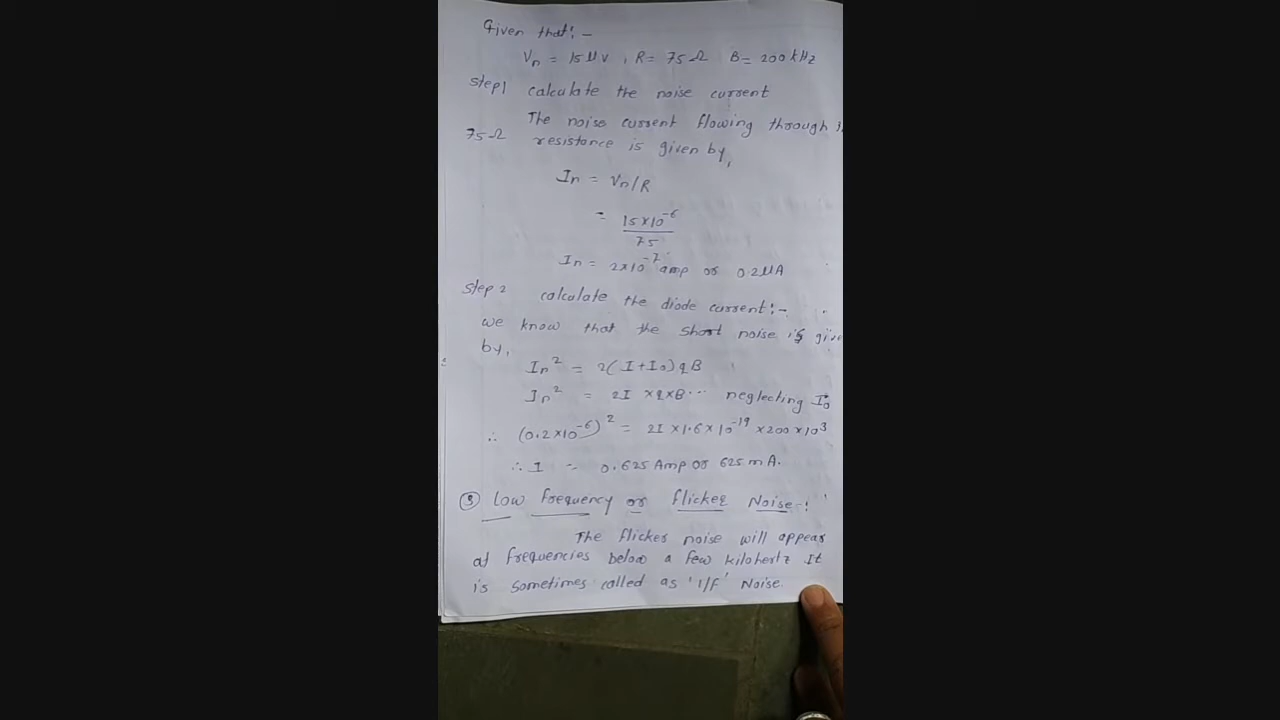 Given that:-
Vn = 15 μV, R = 75Ω B = 200 kHz
Step1 calculate the noise current
The noise current flowing through
75Ω resistance is given by,
In = Vn/R
= 15×10⁻⁶
75
In = 2×10⁻⁷ amp or 0.2 μA
Step 2 calculate the diode current:-
we know that the short noise is give
by,
In² = 2(I+I₀)qB
In² = 2I ×q×B... neglecting I₀
∴ (0.2×10⁻⁶)² = 2I ×1.6×10⁻¹⁹ ×200×10³
∴ I = 0.625 Amp or 625 mA.
③ Low frequency or flicker Noise-:
The flicker noise will appear
at frequencies below a few kilohertz It
is sometimes called as '1/F' Noise.